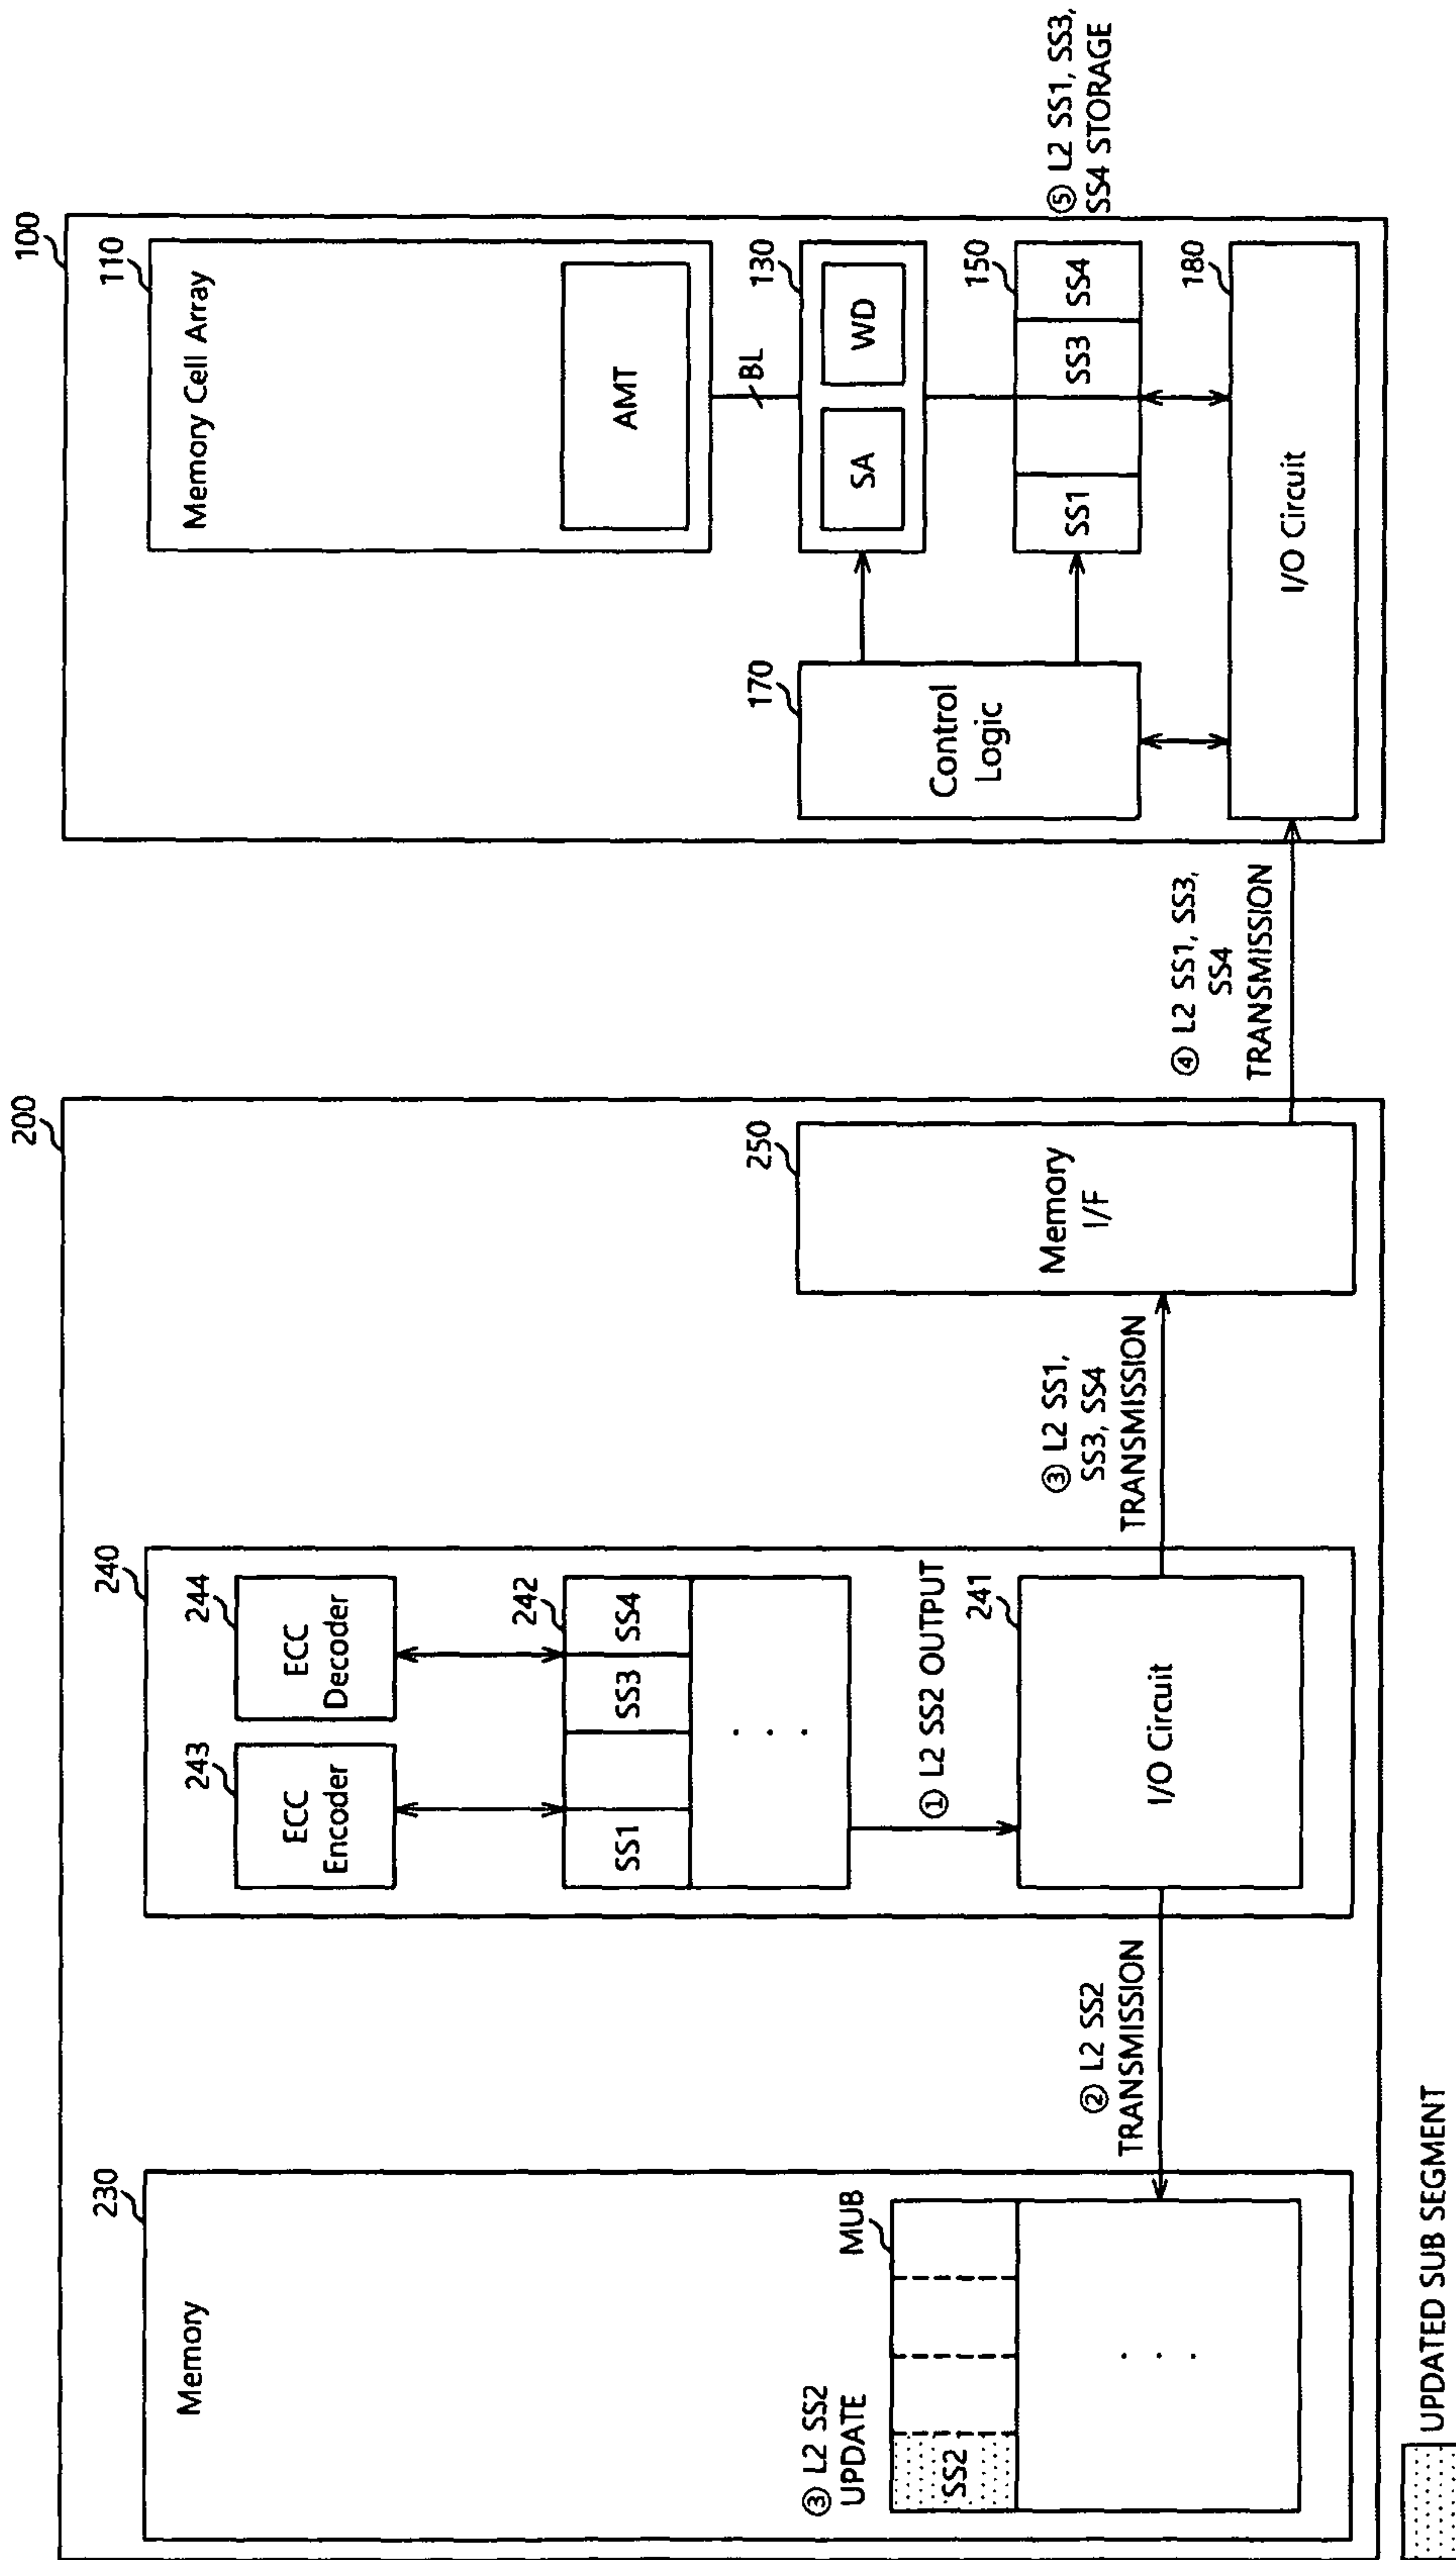 200
230
Memory
③ L2 SS2
UPDATE
MUB
SS2
② L2 SS2
TRANSMISSION
240
243
ECC
Encoder
244
ECC
Decoder
242
SS1
SS3
SS4
. . .
① L2 SS2 OUTPUT
241
I/O Circuit
③ L2 SS1,
SS3, SS4
TRANSMISSION
250
Memory
I/F
④ L2 SS1, SS3,
SS4
TRANSMISSION
100
110
Memory Cell Array
AMT
BL
130
SA
WD
170
Control
Logic
150
SS1
SS3
SS4
⑤ L2 SS1, SS3,
SS4 STORAGE
180
I/O Circuit
. . .
UPDATED SUB SEGMENT